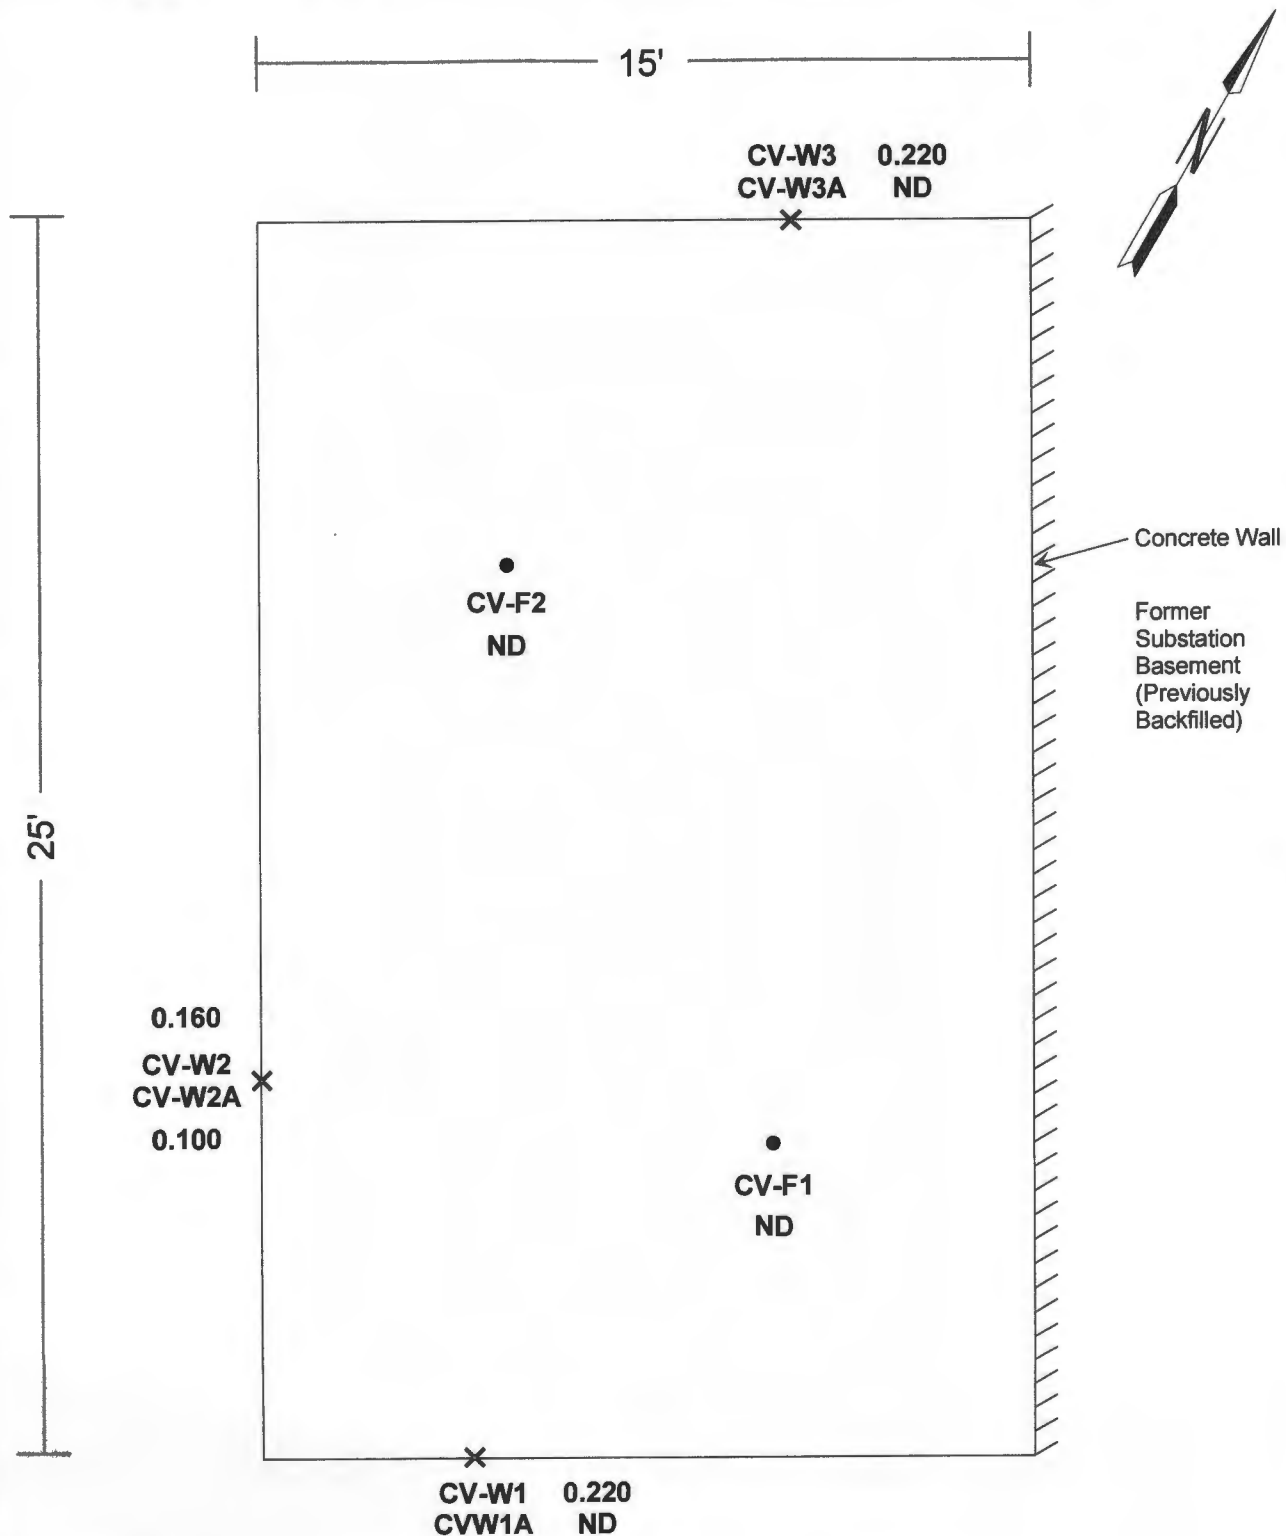 15'
N
CV-W3 0.220
CV-W3A ND
Concrete Wall
CV-F2
ND
Former
Substation
Basement
(Previously
Backfilled)
25'
0.160
CV-W2
CV-W2A
0.100
CV-F1
ND
CV-W1 0.220
CVW1A ND